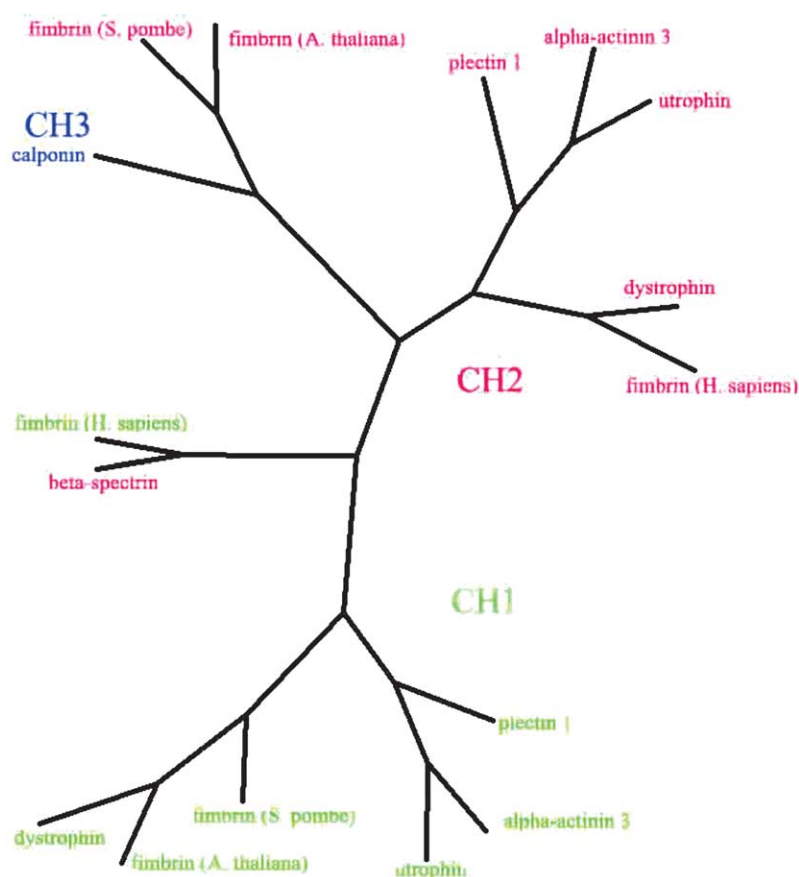 fimbrin (S. pombe)
fimbrin (A. thaliana)
alpha-actinin 3
plectin 1
utrophin
CH3
calponin
dystrophin
CH2
fimbrin (H. sapiens)
fimbrin (H. sapiens)
beta-spectrin
CH1
plectin 1
fimbrin (S. pombe)
alpha-actinin 3
dystrophin
fimbrin (A. thaliana)
utrophin